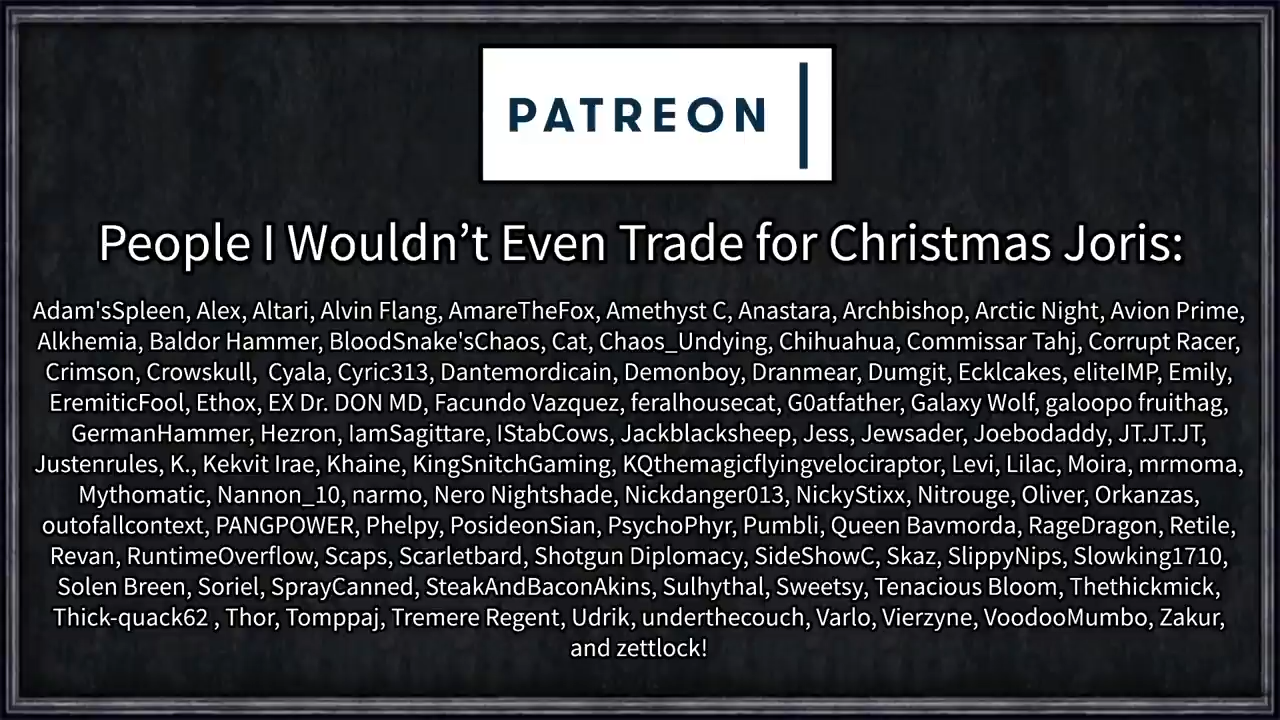 PATREON
People I Wouldn’t Even Trade for Christmas Joris:
Adam'sSpleen, Alex, Altari, Alvin Flang, AmareTheFox, Amethyst C, Anastara, Archbishop, Arctic Night, Avion Prime,
Alkhemia, Baldor Hammer, BloodSnake'sChaos, Cat, Chaos_Undying, Chihuahua, Commissar Tahj, Corrupt Racer,
Crimson, Crowskull,  Cyala, Cyric313, Dantemordicain, Demonboy, Dranmear, Dumgit, Ecklcakes, eliteIMP, Emily,
EremiticFool, Ethox, EX Dr. DON MD, Facundo Vazquez, feralhousecat, G0atfather, Galaxy Wolf, galoopo fruithag,
GermanHammer, Hezron, IamSagittare, IStabCows, Jackblacksheep, Jess, Jewsader, Joebodaddy, JT.JT.JT,
Justenrules, K., Kekvit Irae, Khaine, KingSnitchGaming, KQthemagicflyingvelociraptor, Levi, Lilac, Moira, mrmoma,
Mythomatic, Nannon_10, narmo, Nero Nightshade, Nickdanger013, NickyStixx, Nitrouge, Oliver, Orkanzas,
outofallcontext, PANGPOWER, Phelpy, PosideonSian, PsychoPhyr, Pumbli, Queen Bavmorda, RageDragon, Retile,
Revan, RuntimeOverflow, Scaps, Scarletbard, Shotgun Diplomacy, SideShowC, Skaz, SlippyNips, Slowking1710,
Solen Breen, Soriel, SprayCanned, SteakAndBaconAkins, Sulhythal, Sweetsy, Tenacious Bloom, Thethickmick,
Thick-quack62 , Thor, Tomppaj, Tremere Regent, Udrik, underthecouch, Varlo, Vierzyne, VoodooMumbo, Zakur,
and zettlock!